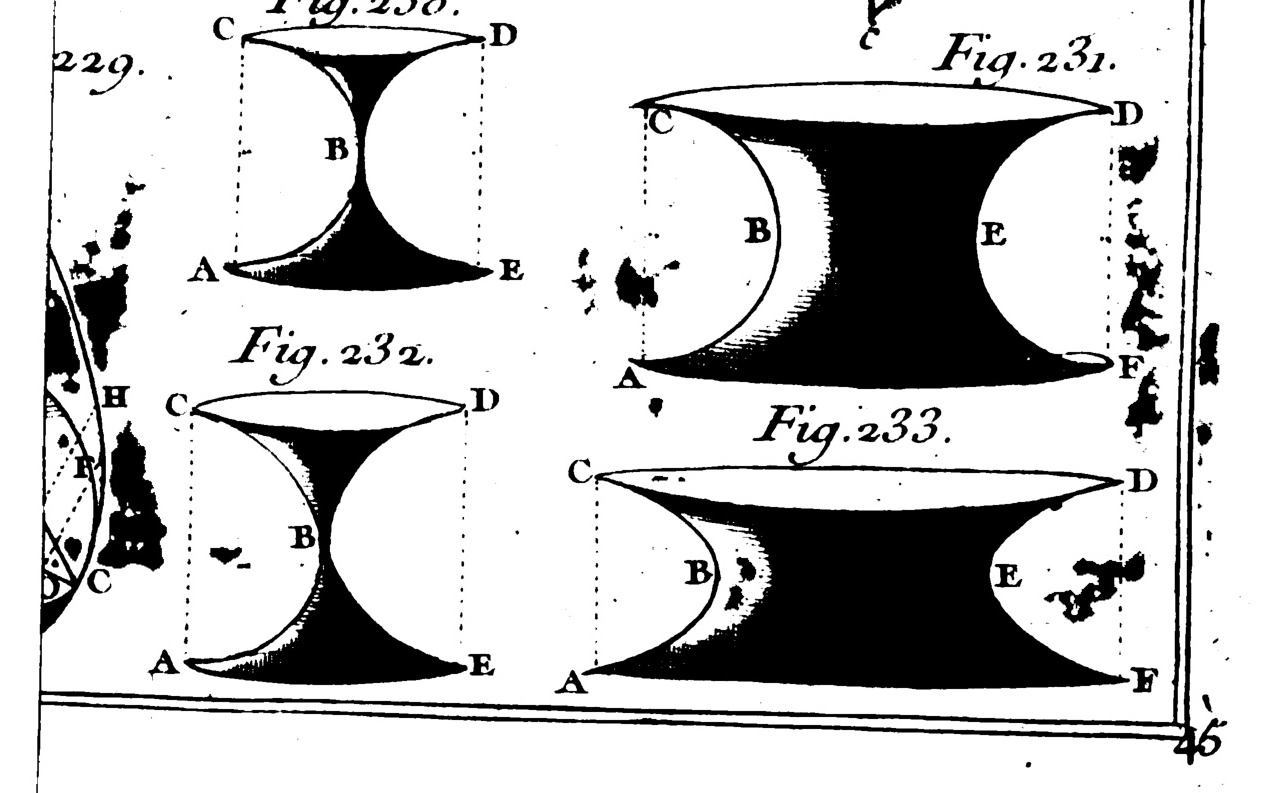 Fig. 230.
C D
229.
B
A E
c
Fig. 231.
C D
B E
A F
Fig. 232.
C D
B
A E
H
F
D C
Fig. 233.
C D
B E
A F
45